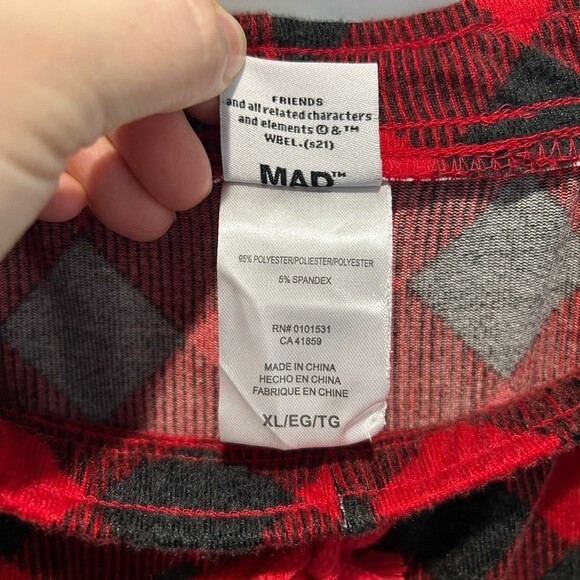 FRIENDS
and all related characters
and elements © & ™
WBEI.(s21)
MAD™
95% POLYESTER/POLIESTER/POLYESTER
5% SPANDEX
RN# 0101531
CA 41859
MADE IN CHINA
HECHO EN CHINA
FABRIQUE EN CHINE
XL/EG/TG